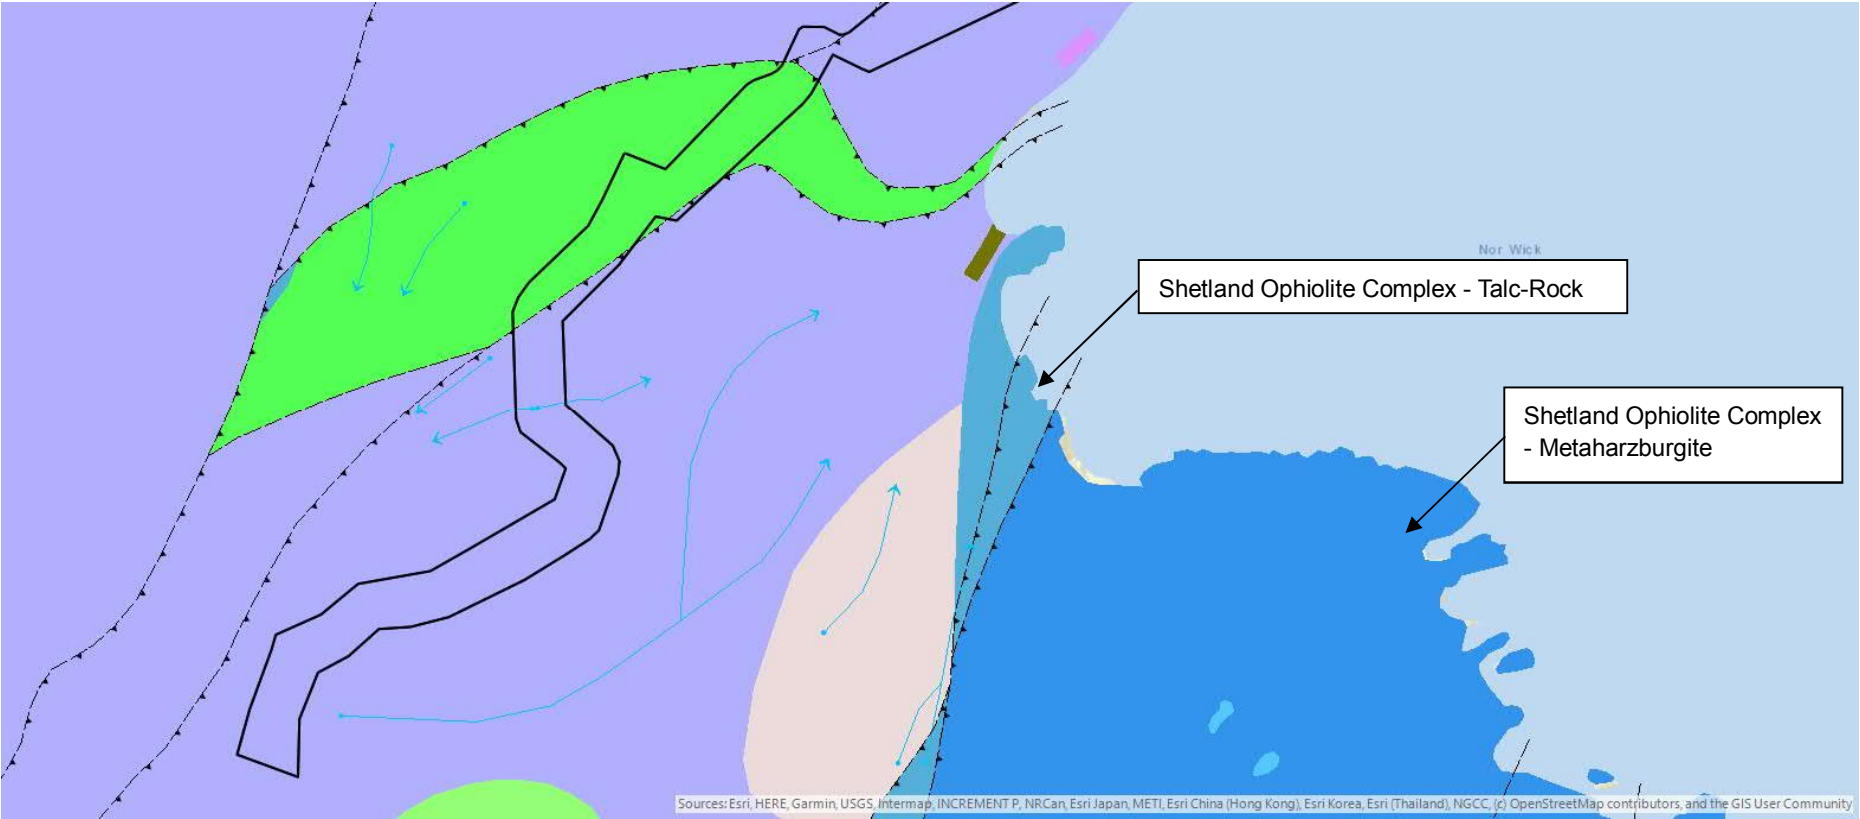 Nor Wick
Shetland Ophiolite Complex - Talc-Rock
Shetland Ophiolite Complex
- Metaharzburgite
Sources: Esri, HERE, Garmin, USGS, Intermap, INCREMENT P, NRCan, Esri Japan, METI, Esri China (Hong Kong), Esri Korea, Esri (Thailand), NGCC, (c) OpenStreetMap contributors, and the GIS User Community